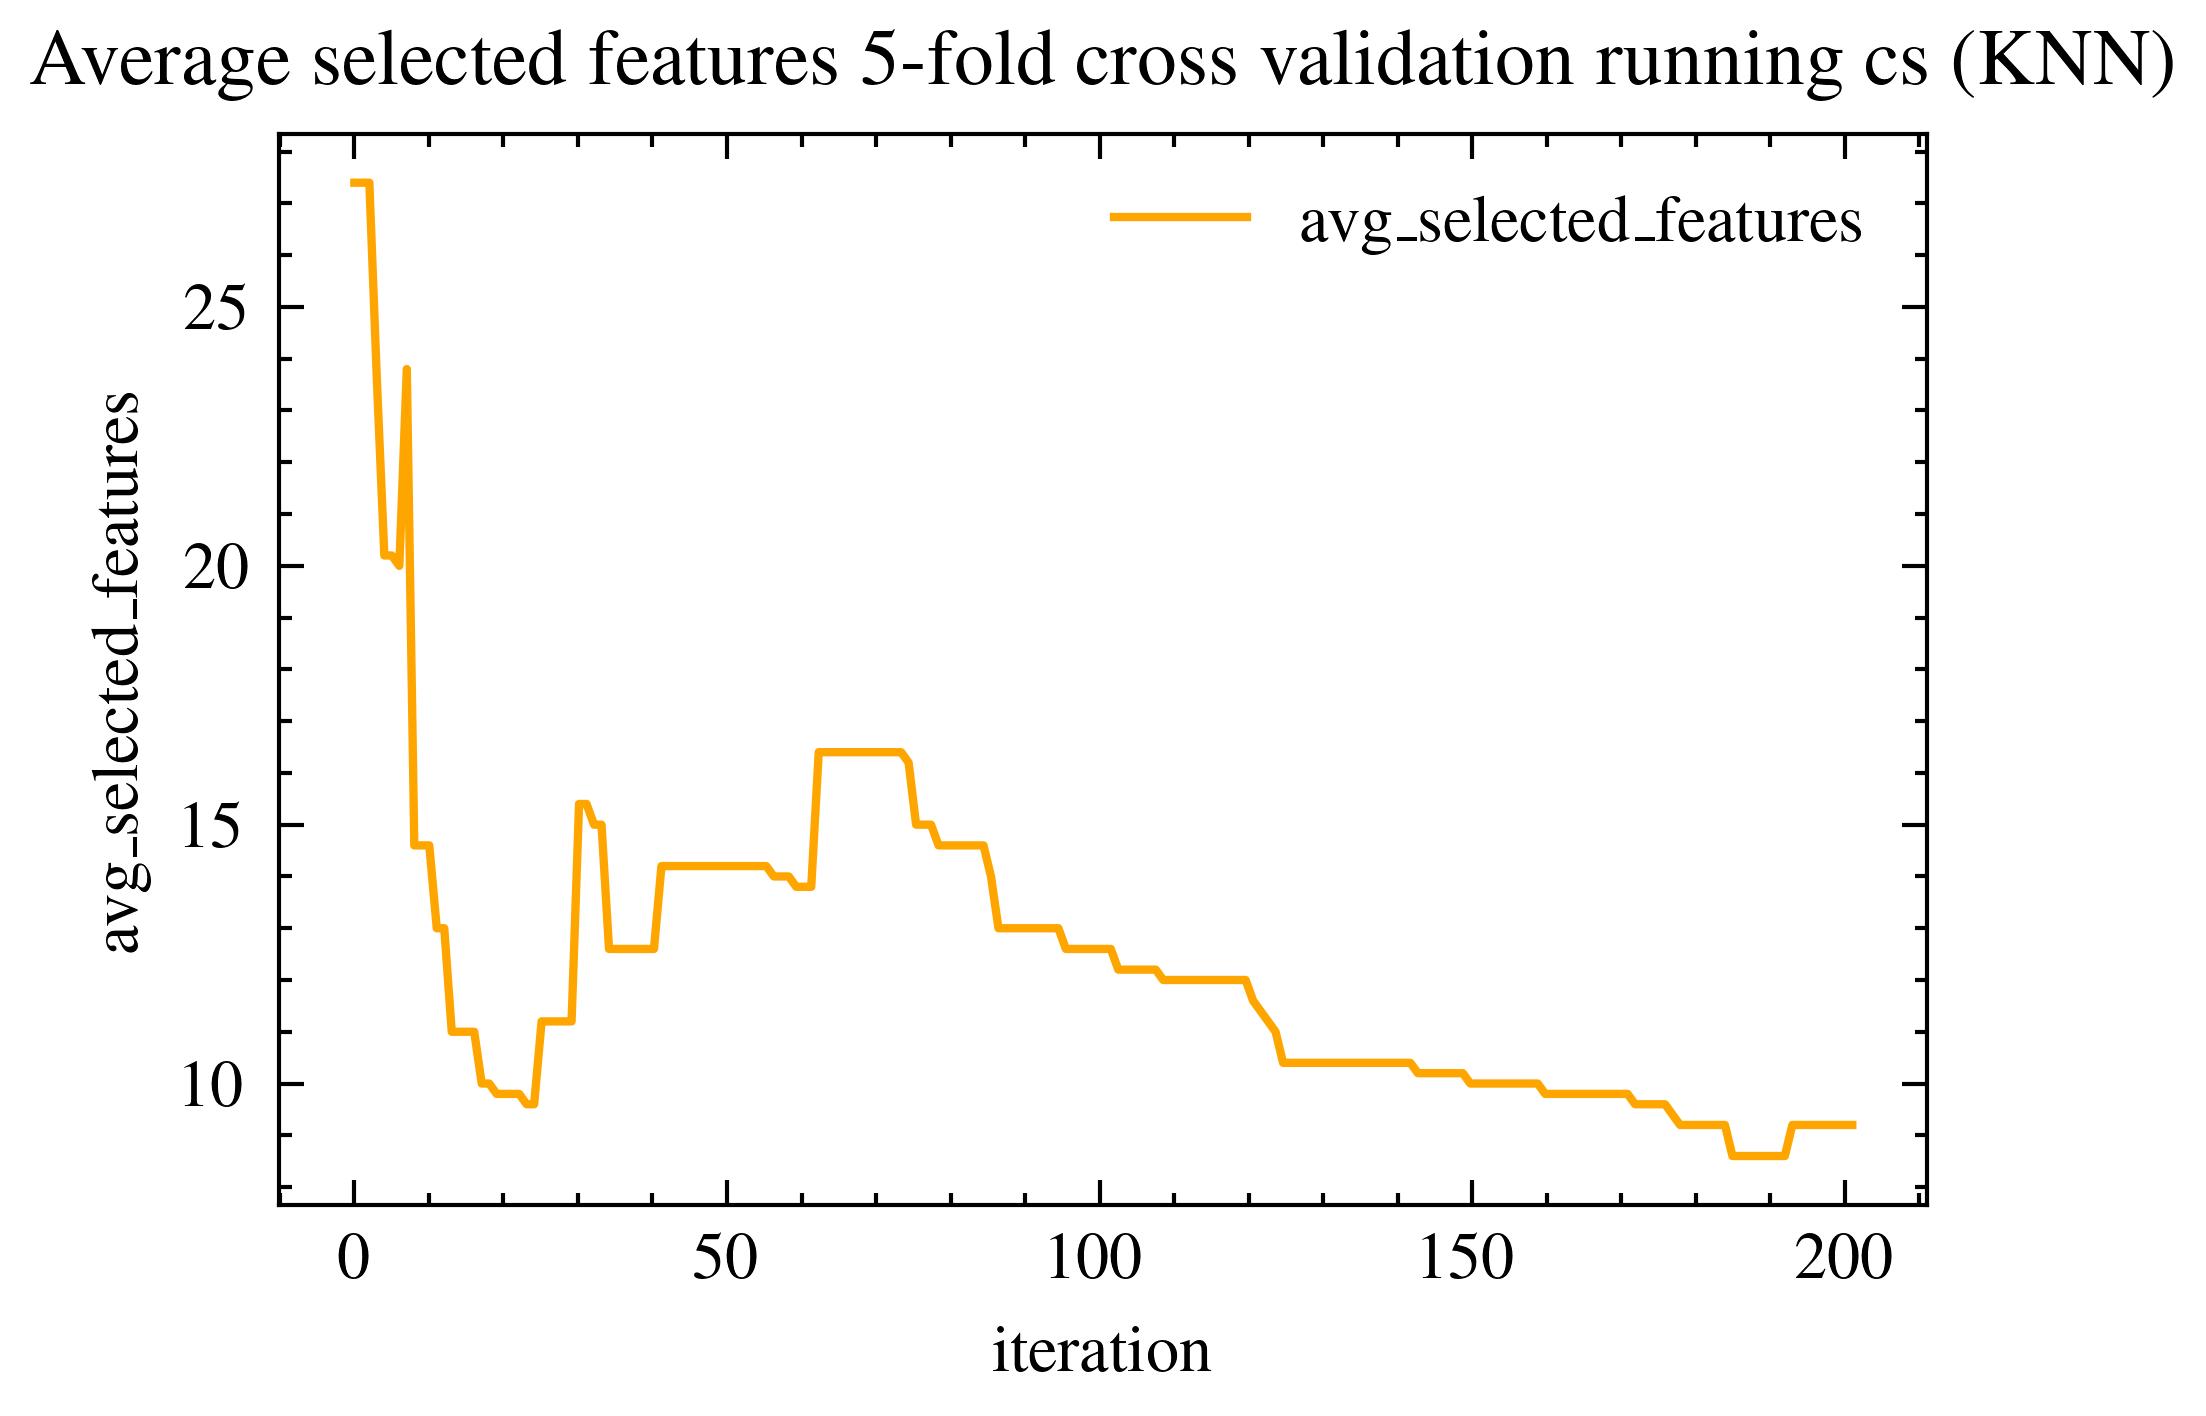 Average selected features 5-fold cross validation running cs (KNN)
avg_selected_features
25
20
15
10
avg_selected_features
0 50 100 150 200
iteration